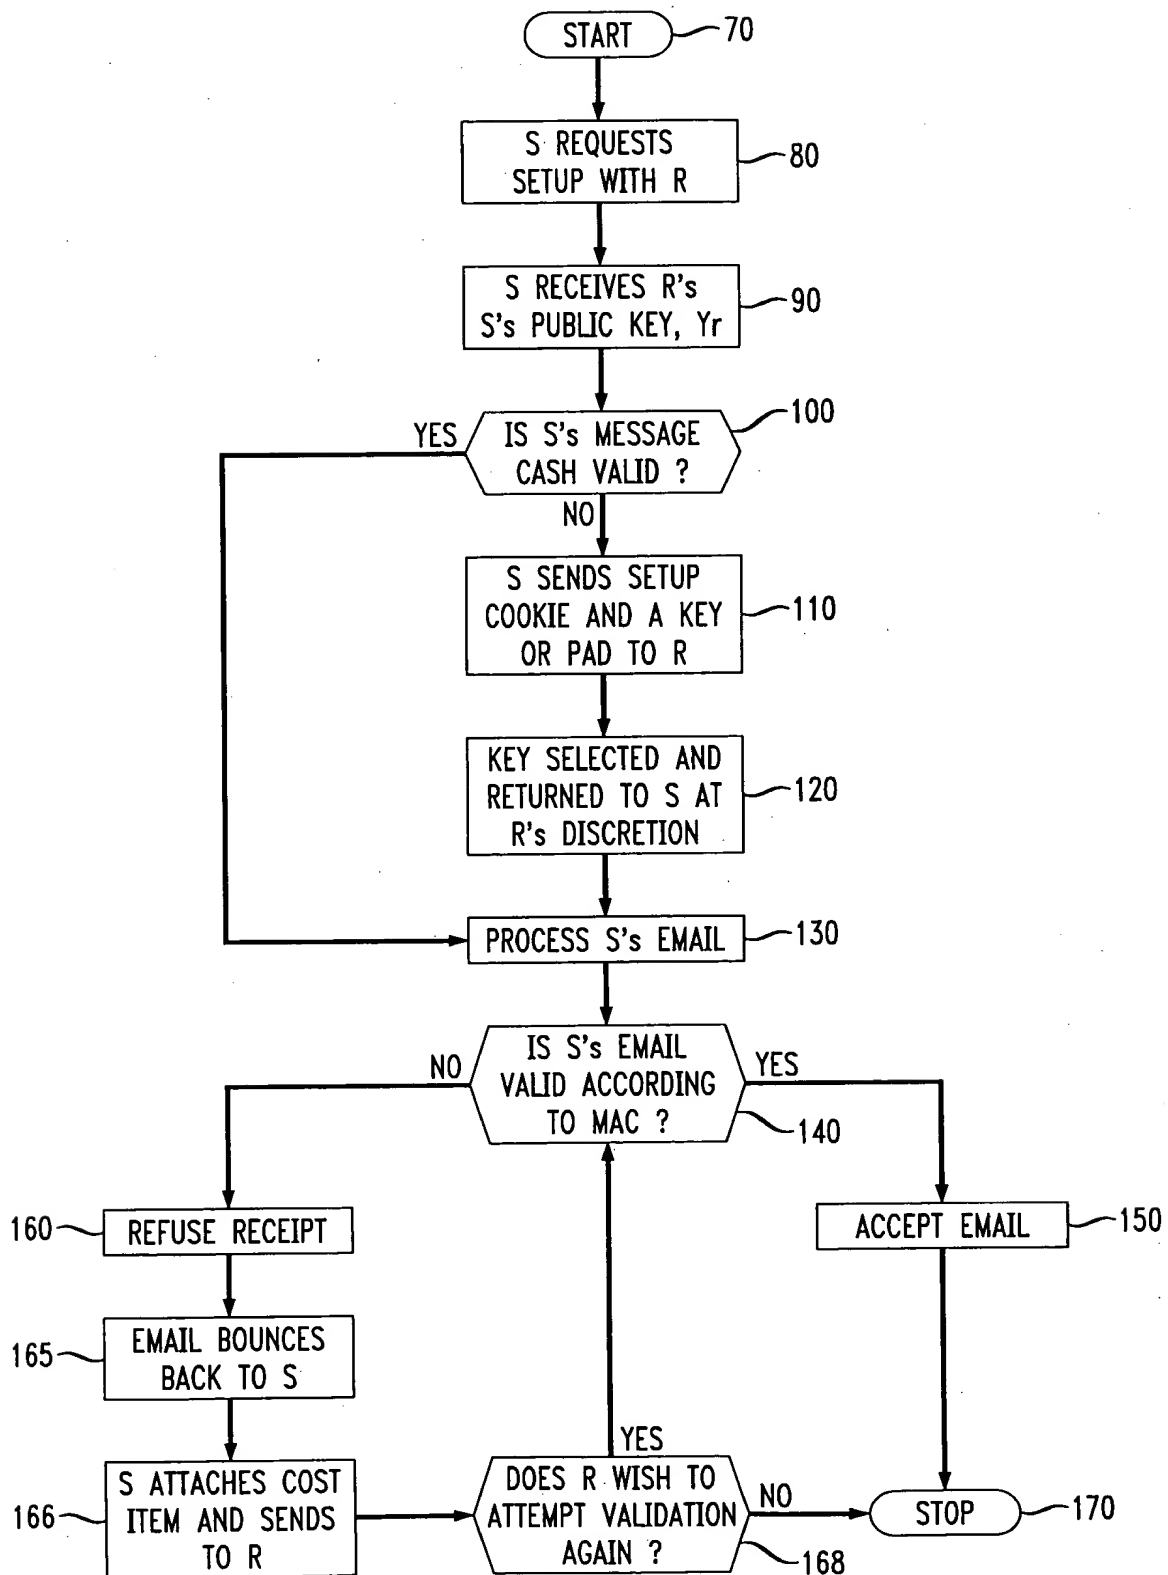 START
70
S REQUESTS
SETUP WITH R
80
S RECEIVES R's
S's PUBLIC KEY, Yr
90
IS S's MESSAGE
CASH VALID ?
100
YES
NO
S SENDS SETUP
COOKIE AND A KEY
OR PAD TO R
110
KEY SELECTED AND
RETURNED TO S AT
R's DISCRETION
120
PROCESS S's EMAIL
130
IS S's EMAIL
VALID ACCORDING
TO MAC ?
140
NO
YES
160
REFUSE RECEIPT
ACCEPT EMAIL
150
165
EMAIL BOUNCES
BACK TO S
166
S ATTACHES COST
ITEM AND SENDS
TO R
YES
DOES R WISH TO
ATTEMPT VALIDATION
AGAIN ?
168
NO
STOP
170